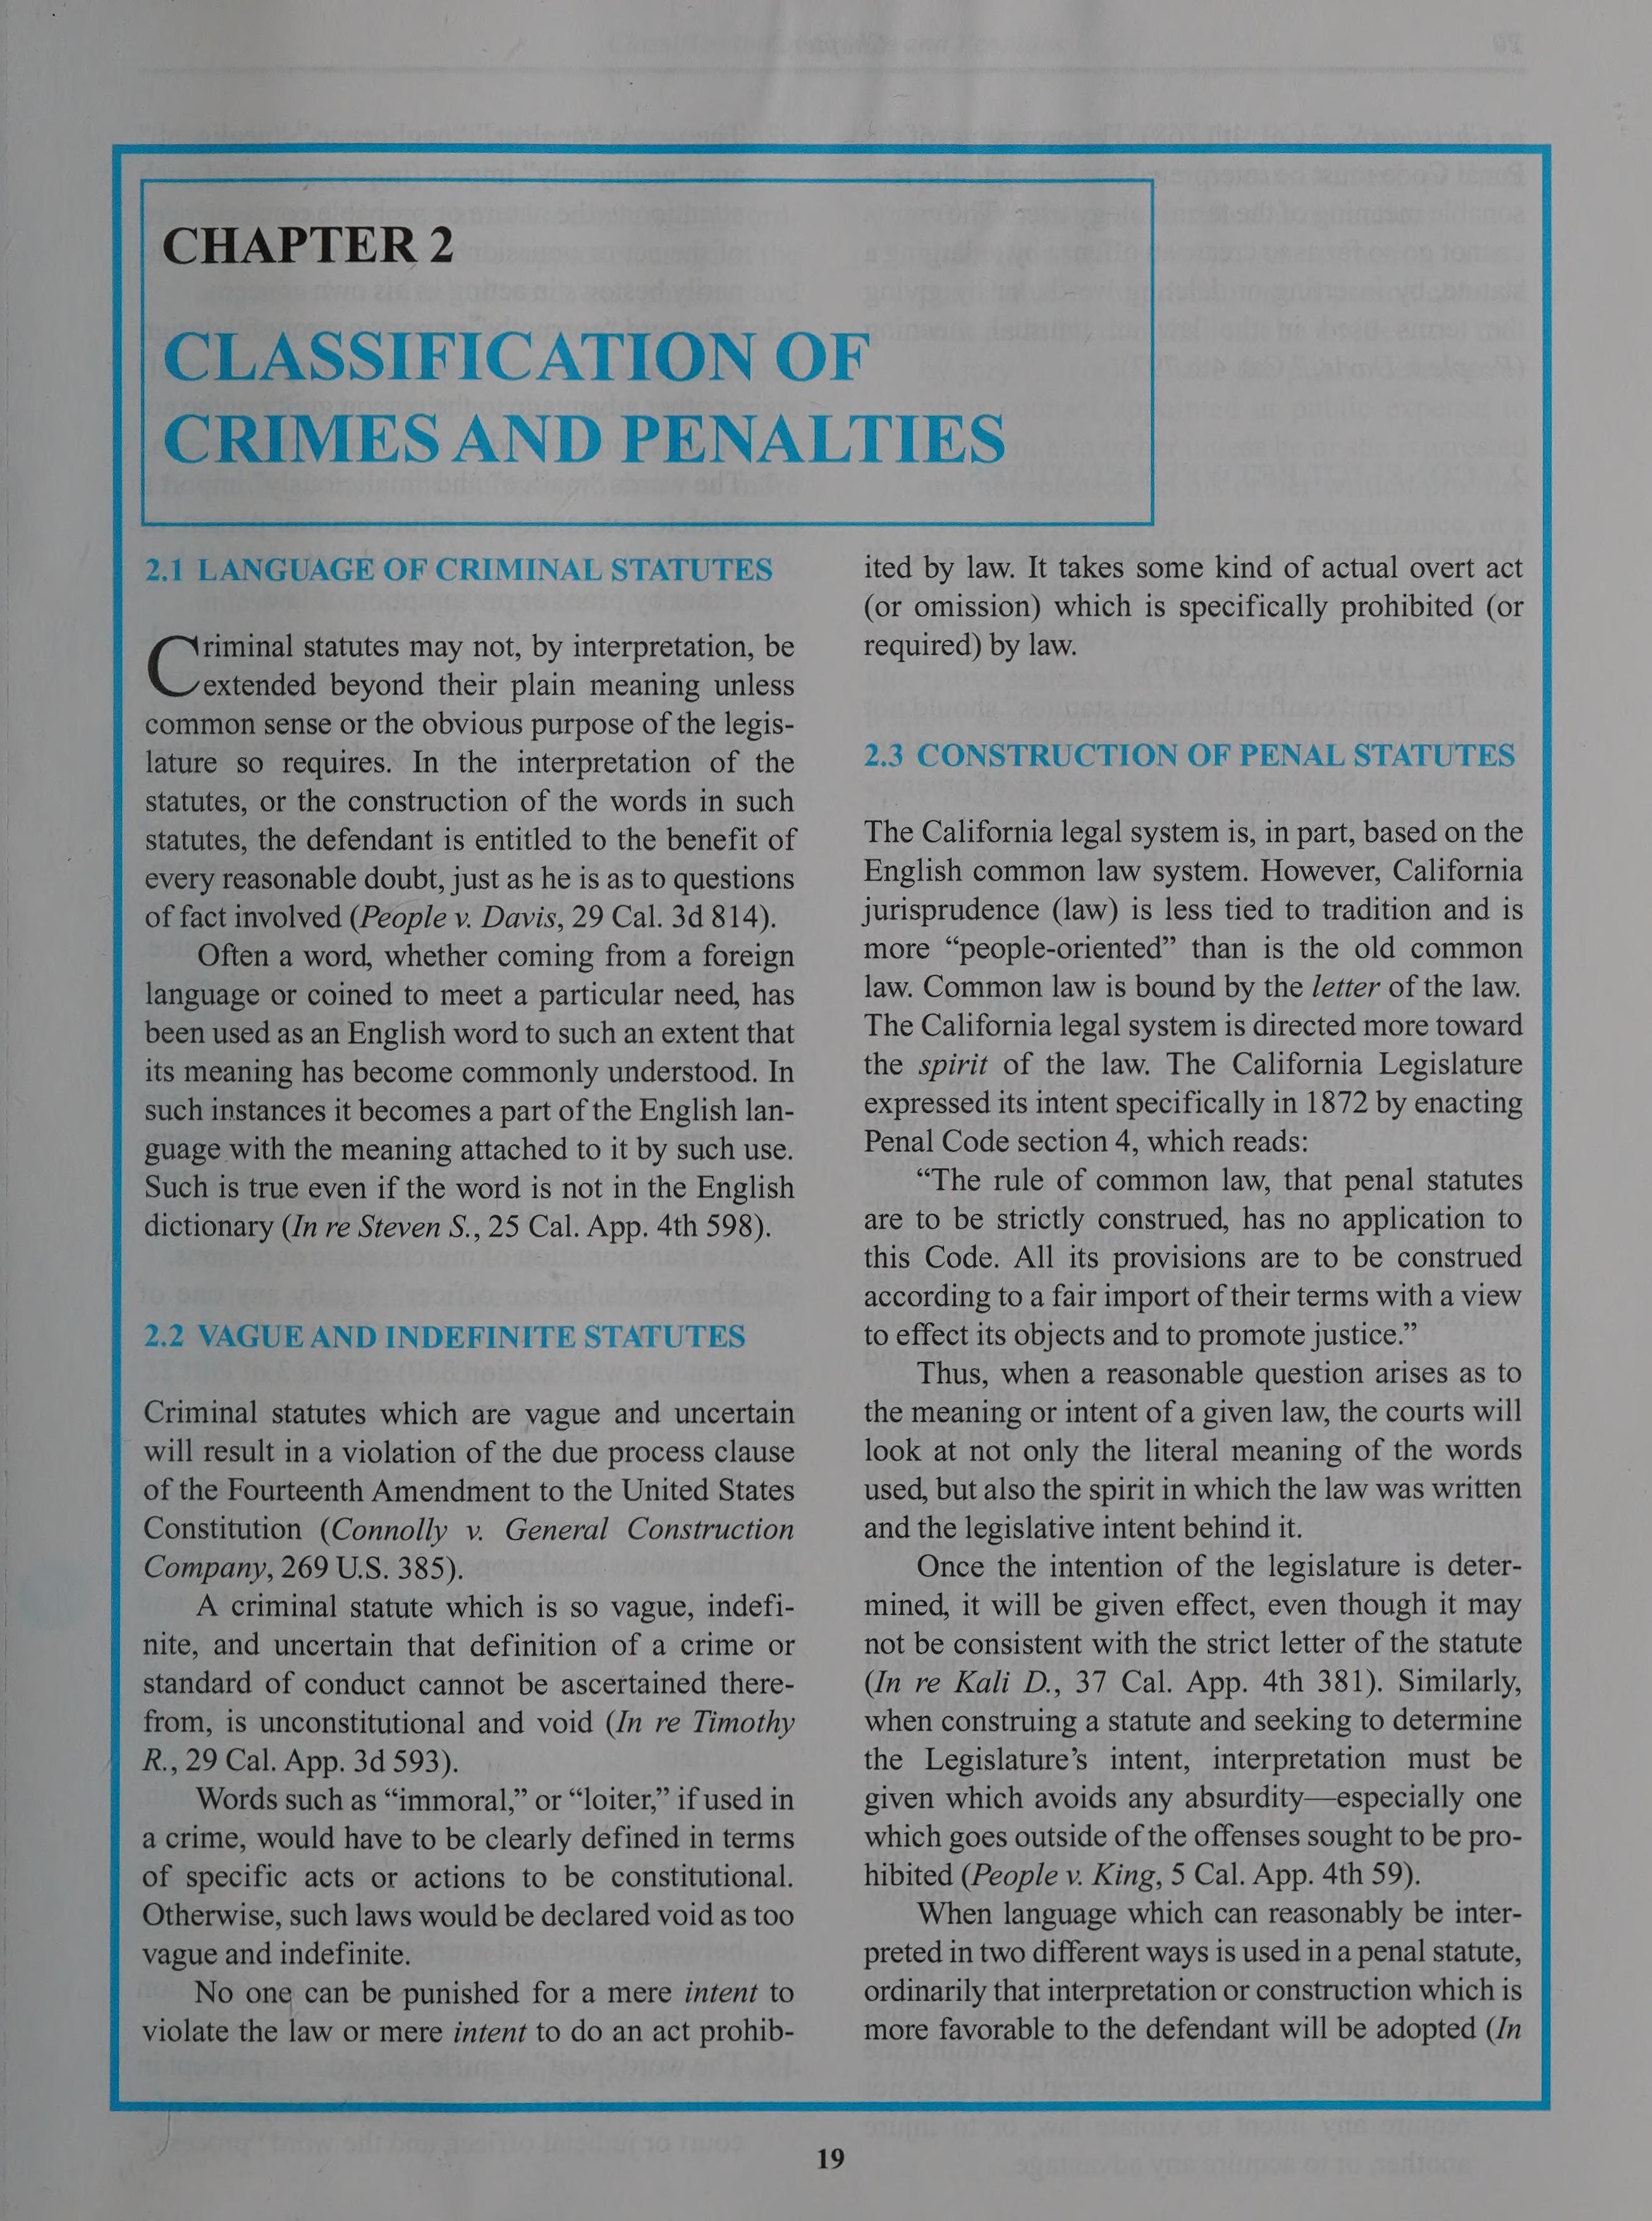 CHAPTER 2
CLASSIFICATION OF
CRIMES AND PENALTIES
2.1 LANGUAGE OF CRIMINAL STATUTES
Criminal statutes may not, by interpretation, be
extended beyond their plain meaning unless
common sense or the obvious purpose of the legis-
lature so requires. In the interpretation of the
statutes, or the construction of the words in such
statutes, the defendant is entitled to the benefit of
every reasonable doubt, just as he is as to questions
of fact involved (People v. Davis, 29 Cal. 3d 814).
Often a word, whether coming from a foreign
language or coined to meet a particular need, has
been used as an English word to such an extent that
its meaning has become commonly understood. In
such instances it becomes a part of the English lan-
guage with the meaning attached to it by such use.
Such is true even if the word is not in the English
dictionary (In re Steven S., 25 Cal. App. 4th 598).
2.2 VAGUE AND INDEFINITE STATUTES
Criminal statutes which are vague and uncertain
will result in a violation of the due process clause
of the Fourteenth Amendment to the United States
Constitution (Connolly v. General Construction
Company, 269 U.S. 385).
A criminal statute which is so vague, indefi-
nite, and uncertain that definition of a crime or
standard of conduct cannot be ascertained there-
from, is unconstitutional and void (In re Timothy
R., 29 Cal. App. 3d 593).
Words such as “immoral,” or “loiter,” if used in
a crime, would have to be clearly defined in terms
of specific acts or actions to be constitutional.
Otherwise, such laws would be declared void as too
vague and indefinite.
No one can be punished for a mere intent to
violate the law or mere intent to do an act prohib-
ited by law. It takes some kind of actual overt act
(or omission) which is specifically prohibited (or
required) by law.
2.3 CONSTRUCTION OF PENAL STATUTES
The California legal system is, in part, based on the
English common law system. However, California
jurisprudence (law) is less tied to tradition and is
more “people-oriented” than is the old common
law. Common law is bound by the letter of the law.
The California legal system is directed more toward
the spirit of the law. The California Legislature
expressed its intent specifically in 1872 by enacting
Penal Code section 4, which reads:
“The rule of common law, that penal statutes
are to be strictly construed, has no application to
this Code. All its provisions are to be construed
according to a fair import of their terms with a view
to effect its objects and to promote justice.”
Thus, when a reasonable question arises as to
the meaning or intent of a given law, the courts will
look at not only the literal meaning of the words
used, but also the spirit in which the law was written
and the legislative intent behind it.
Once the intention of the legislature is deter-
mined, it will be given effect, even though it may
not be consistent with the strict letter of the statute
(In re Kali D., 37 Cal. App. 4th 381). Similarly,
when construing a statute and seeking to determine
the Legislature’s intent, interpretation must be
given which avoids any absurdity—especially one
which goes outside of the offenses sought to be pro-
hibited (People v. King, 5 Cal. App. 4th 59).
When language which can reasonably be inter-
preted in two different ways is used in a penal statute,
ordinarily that interpretation or construction which is
more favorable to the defendant will be adopted (In
19